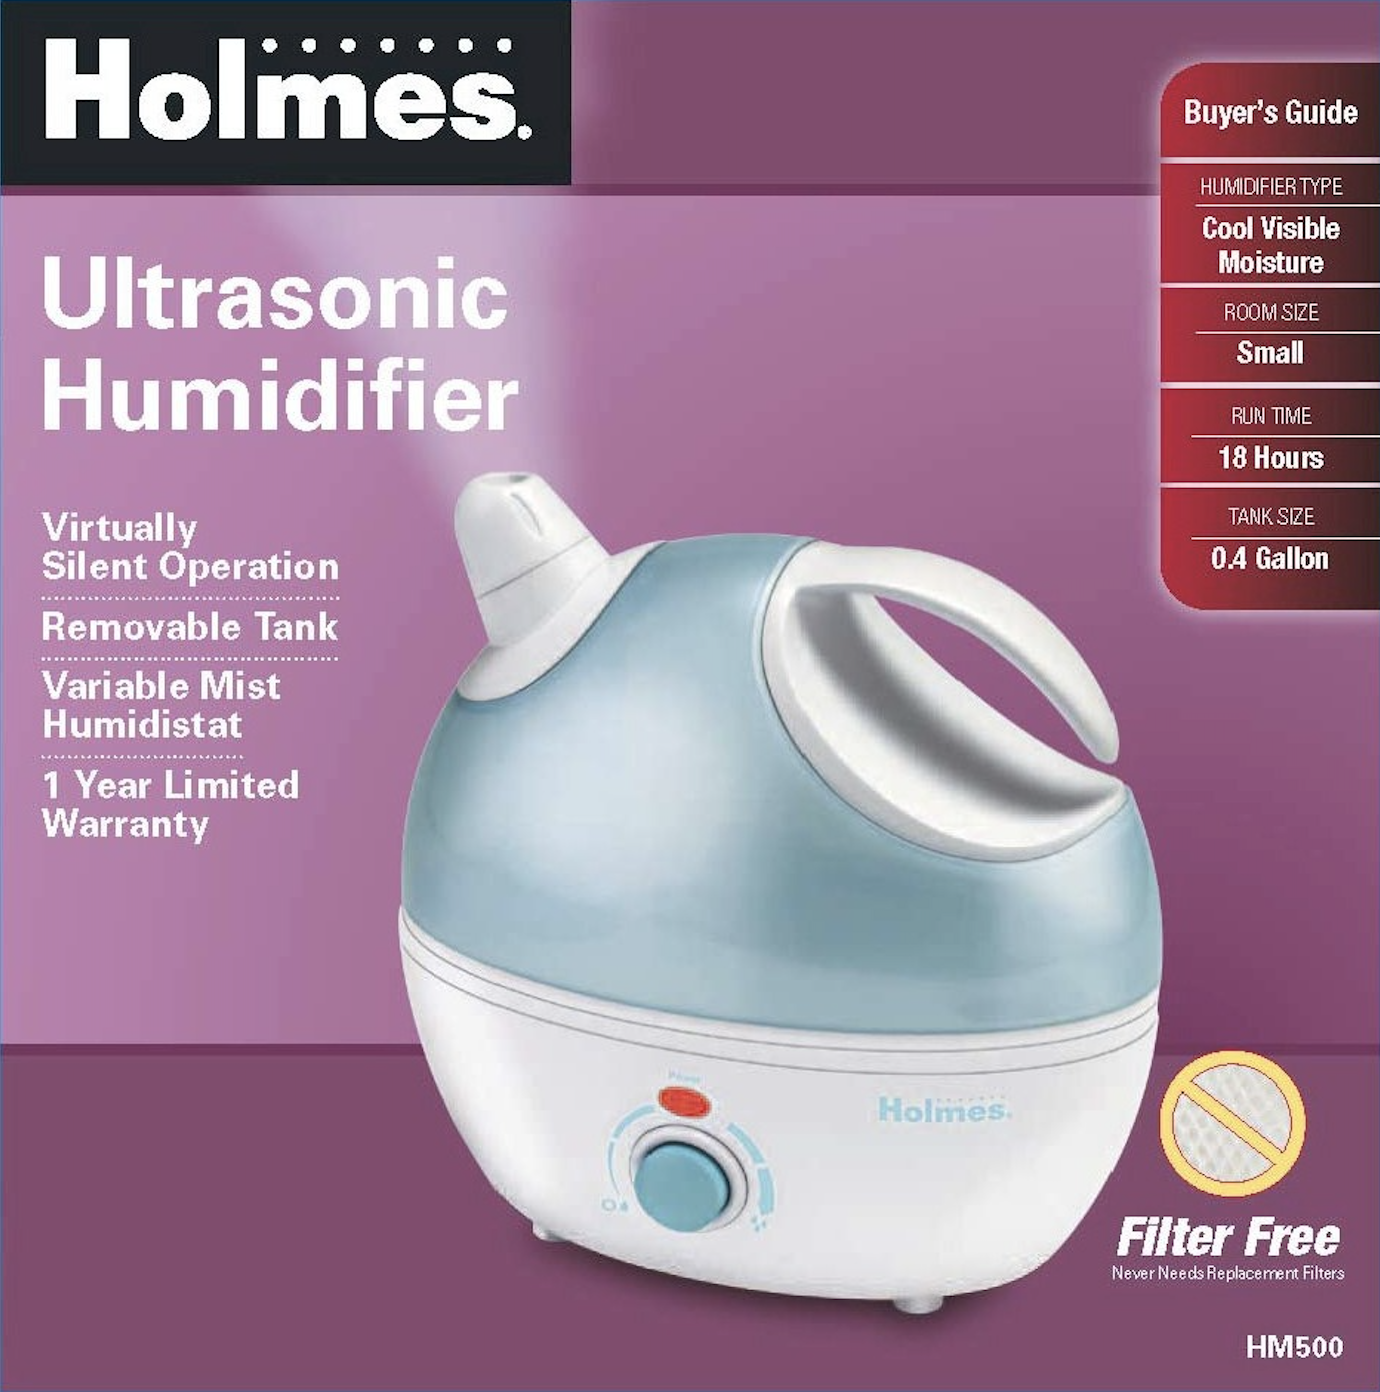 Holmes.
Ultrasonic
Humidifier
Virtually
Silent Operation
Removable Tank
Variable Mist
Humidistat
1 Year Limited
Warranty
Buyer's Guide
HUMIDIFIER TYPE
Cool Visible
Moisture
ROOM SIZE
Small
RUN TIME
18 Hours
TANK SIZE
0.4 Gallon
Power
Holmes.
Filter Free
Never Needs Replacement Filters
HM500